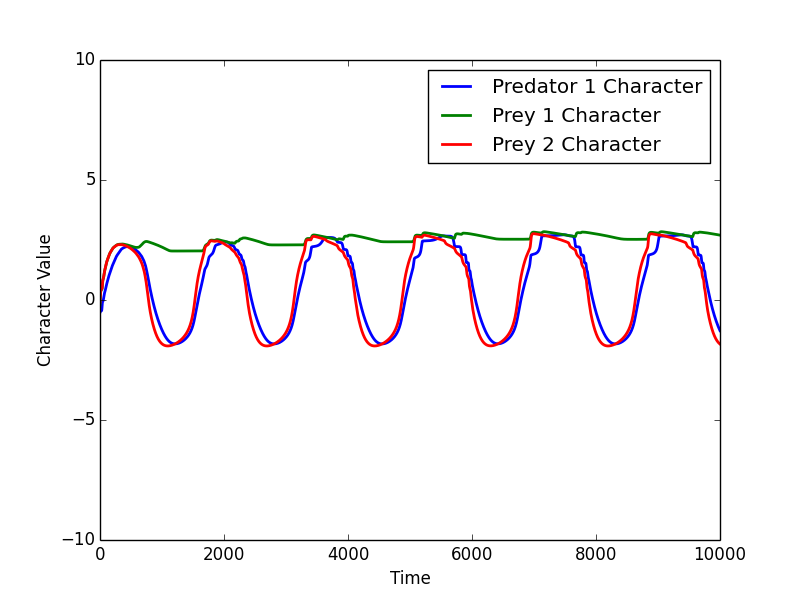 10
5
0
−5
−10
Character Value
Predator 1 Character
Prey 1 Character
Prey 2 Character
0
2000
4000
6000
8000
10000
Time